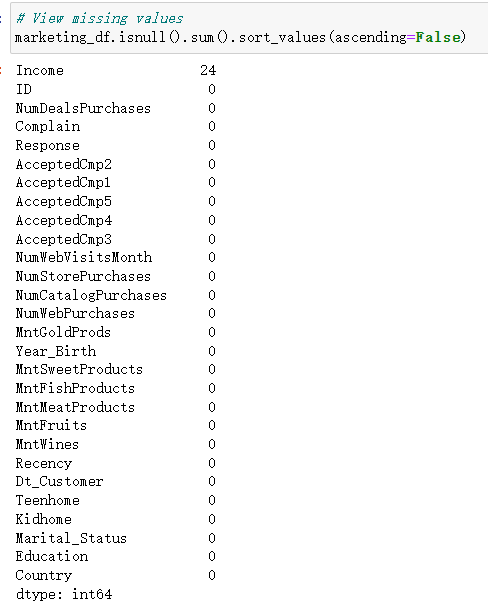 # View missing values
marketing_df.isnull().sum().sort_values(ascending=False)
Income 24
ID 0
NumDealsPurchases 0
Complain 0
Response 0
AcceptedCmp2 0
AcceptedCmp1 0
AcceptedCmp5 0
AcceptedCmp4 0
AcceptedCmp3 0
NumWebVisitsMonth 0
NumStorePurchases 0
NumCatalogPurchases 0
NumWebPurchases 0
MntGoldProds 0
Year_Birth 0
MntSweetProducts 0
MntFishProducts 0
MntMeatProducts 0
MntFruits 0
MntWines 0
Recency 0
Dt_Customer 0
Teenhome 0
Kidhome 0
Marital_Status 0
Education 0
Country 0
dtype: int64